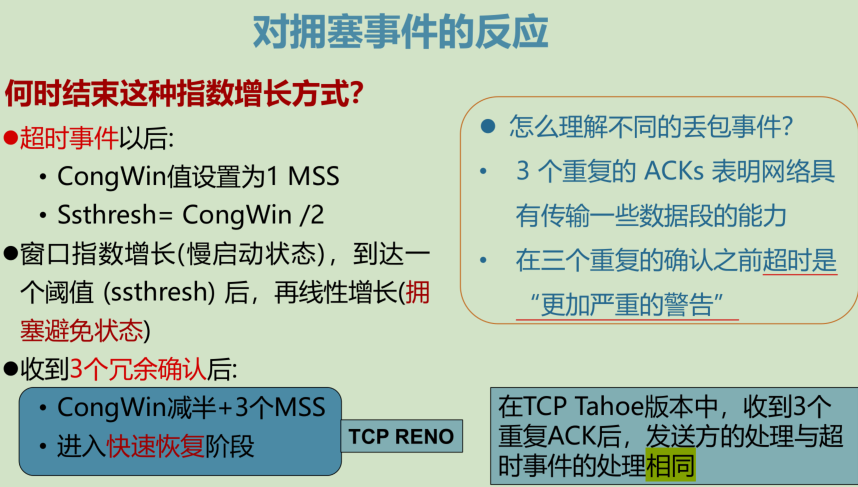 对拥塞事件的反应
何时结束这种指数增长方式?
●超时事件以后:
• CongWin值设置为1 MSS
• Ssthresh= CongWin /2
●窗口指数增长(慢启动状态)，到达一
个阈值 (ssthresh) 后，再线性增长(拥
塞避免状态)
●收到3个冗余确认后:
• CongWin减半+3个MSS
• 进入快速恢复阶段
TCP RENO
● 怎么理解不同的丢包事件?
• 3 个重复的 ACKs 表明网络具
有传输一些数据段的能力
• 在三个重复的确认之前超时是
“更加严重的警告”
在TCP Tahoe版本中，收到3个
重复ACK后，发送方的处理与超
时事件的处理相同